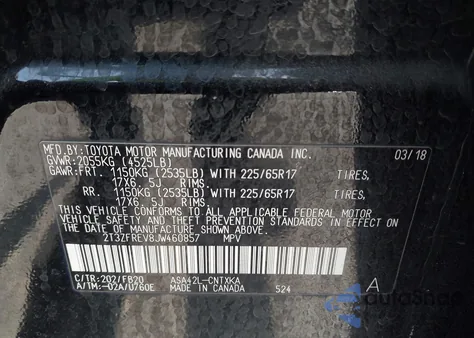 MFD.BY:TOYOTA MOTOR MANUFACTURING CANADA INC. 03/18
GVWR:2055KG (4525LB)
GAWR:FRT. 1150KG (2535LB) WITH 225/65R17 TIRES,
17X6. 5J RIMS.
RR. 1150KG (2535LB) WITH 225/65R17 TIRES,
17X6. 5J RIMS.
THIS VEHICLE CONFORMS TO ALL APPLICABLE FEDERAL MOTOR
VEHICLE SAFETY STANDARDS IN EFFECT ON
THE DATE OF MANUFACTURE SHOWN ABOVE.
2T3ZFREV8JW460857 MPV
C/TR:202/FB20 ASA42L-CNTXKA A
A/TM:-02A/U760E MADE IN CANADA 524